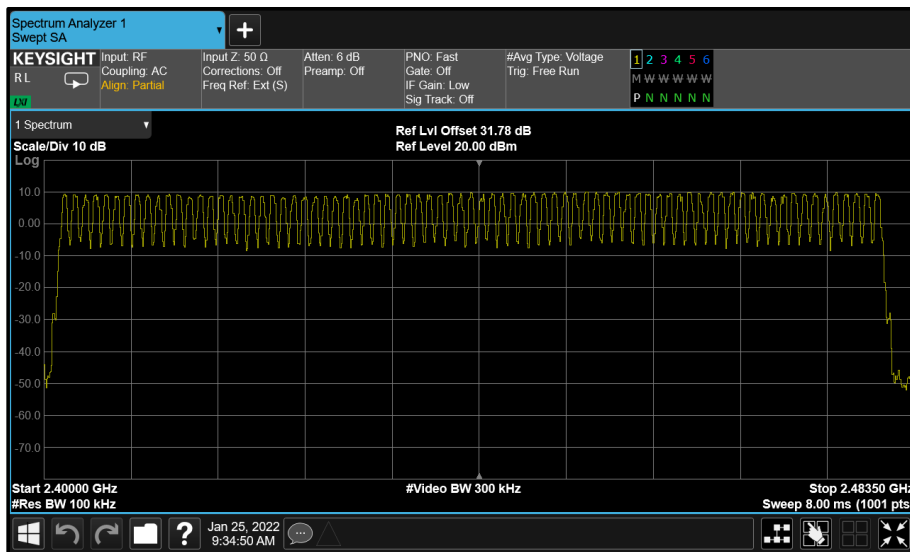 Spectrum Analyzer 1
Swept SA
KEYSIGHT
R L
LXI
Input: RF
Coupling: AC
Align: Partial
Input Z: 50 Ω
Corrections: Off
Freq Ref: Ext (S)
Atten: 6 dB
Preamp: Off
PNO: Fast
Gate: Off
IF Gain: Low
Sig Track: Off
#Avg Type: Voltage
Trig: Free Run
1 2 3 4 5 6
M W W W W W
P N N N N N
1 Spectrum
Scale/Div 10 dB
Log
Ref Lvl Offset 31.78 dB
Ref Level 20.00 dBm
10.0
0.00
-10.0
-20.0
-30.0
-40.0
-50.0
-60.0
-70.0
Start 2.40000 GHz
#Res BW 100 kHz
#Video BW 300 kHz
Stop 2.48350 GHz
Sweep 8.00 ms (1001 pts
?
Jan 25, 2022
9:34:50 AM